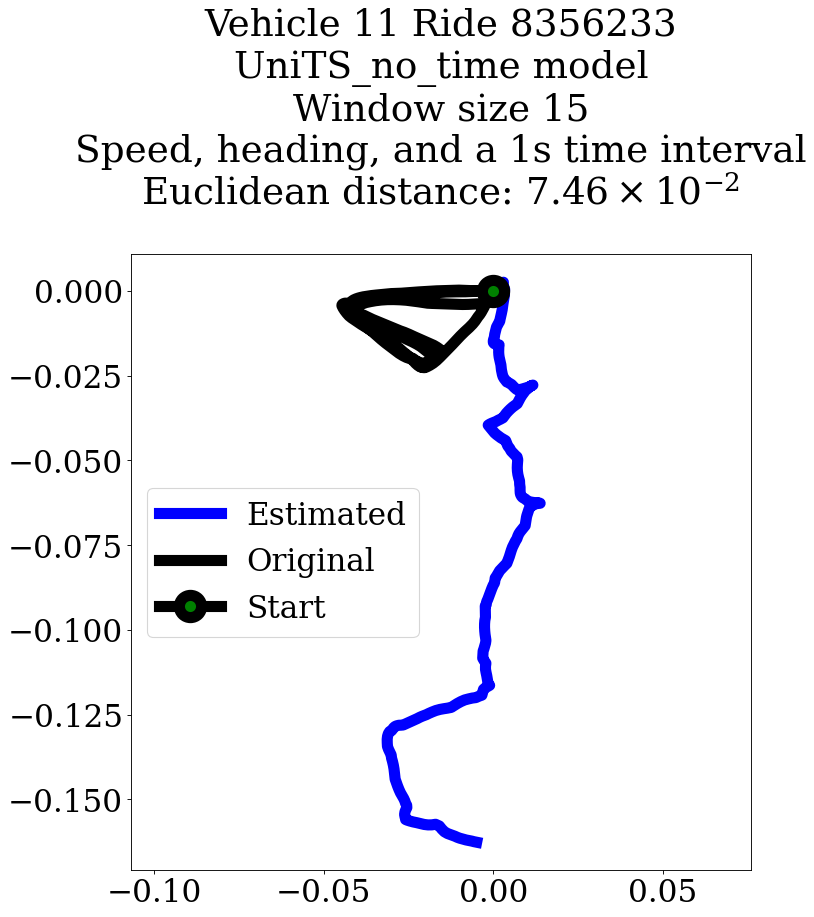 Vehicle 11 Ride 8356233
UniTS_no_time model
Window size 15
Speed, heading, and a 1s time interval
Euclidean distance: 7.46 × 10⁻²
0.000
−0.025
−0.050
−0.075
−0.100
−0.125
−0.150
Estimated
Original
Start
−0.10
−0.05
0.00
0.05